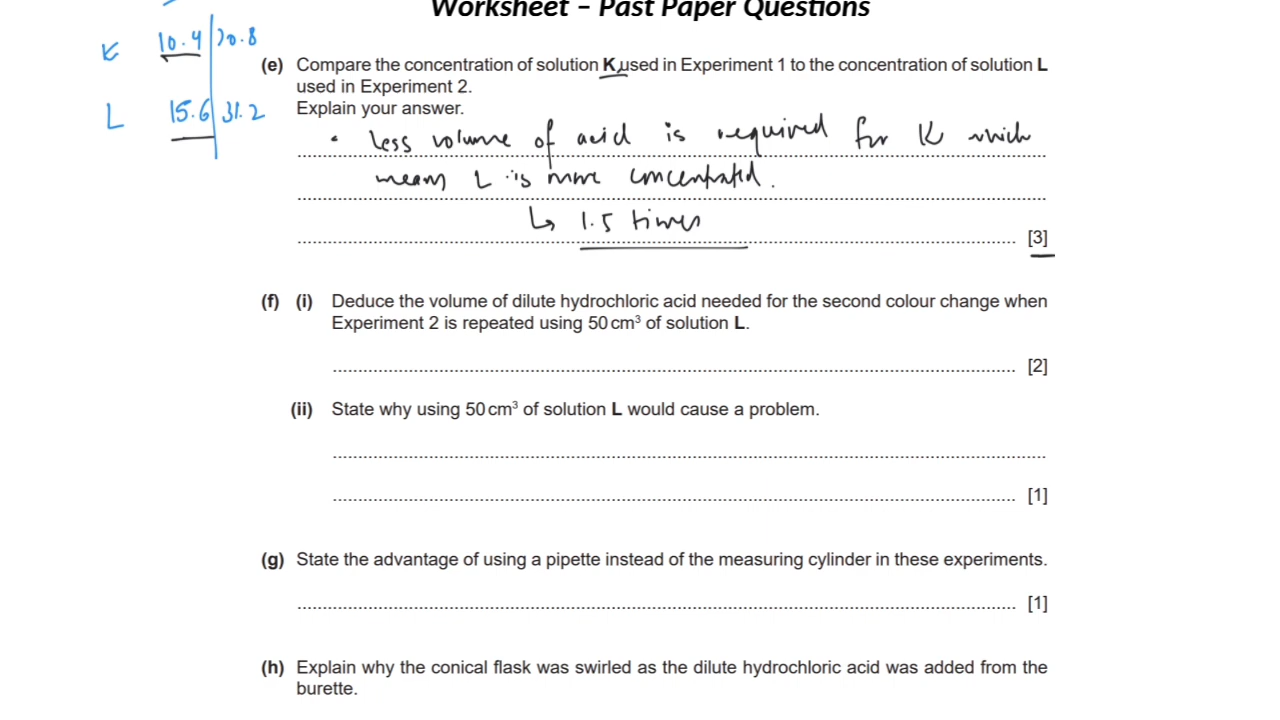 Worksheet – Past Paper Questions
K 10.4 20.8
L 15.6 31.2
(e) Compare the concentration of solution K used in Experiment 1 to the concentration of solution L
used in Experiment 2.
Explain your answer.
• Less volume of acid is required for K which
means L is more concentrated.
↳ 1.5 times
[3]
(f) (i) Deduce the volume of dilute hydrochloric acid needed for the second colour change when
Experiment 2 is repeated using 50 cm³ of solution L.
[2]
(ii) State why using 50 cm³ of solution L would cause a problem.
[1]
(g) State the advantage of using a pipette instead of the measuring cylinder in these experiments.
[1]
(h) Explain why the conical flask was swirled as the dilute hydrochloric acid was added from the
burette.